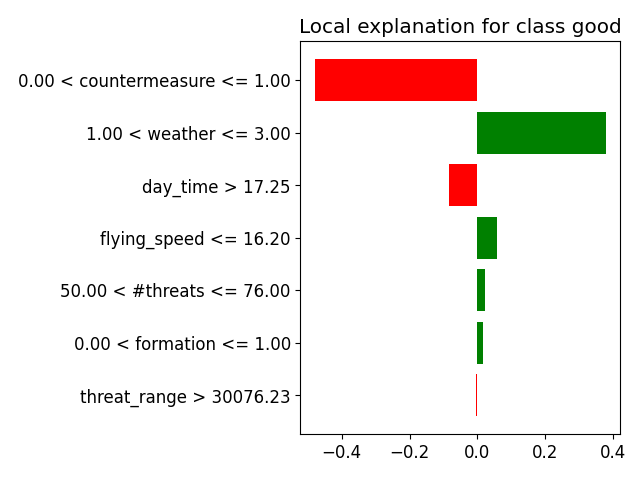 Local explanation for class good
0.00 < countermeasure <= 1.00
1.00 < weather <= 3.00
day_time > 17.25
flying_speed <= 16.20
50.00 < #threats <= 76.00
0.00 < formation <= 1.00
threat_range > 30076.23
−0.4 −0.2 0.0 0.2 0.4